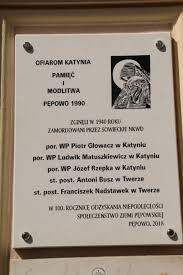 OFIAROM KATYNIA
PAMIĘĆ
I
MODLITWA
PEPOWO 1990
ZGINĘLI W 1940 ROKU
ZAMORDOWANI PRZEZ SOWIECKIE NKWD
por. WP Piotr Głowacz w Katyniu
por. WP Ludwik Matuszkiewicz w Katyniu
por. WP Józef Rzepka w Katyniu
st. post. Antoni Busz w Twerze
st. post. Franciszek Nadstawek w Twerze
W 100. ROCZNICĘ ODZYSKANIA NIEPODLEGŁOŚCI
SPOŁECZEŃSTWO ZIEMI PĘPOWSKIEJ
PĘPOWO, 2018